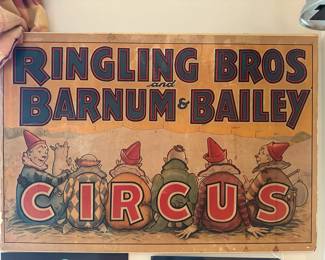 RINGLING BROS
and
BARNUM & BAILEY
CIRCUS